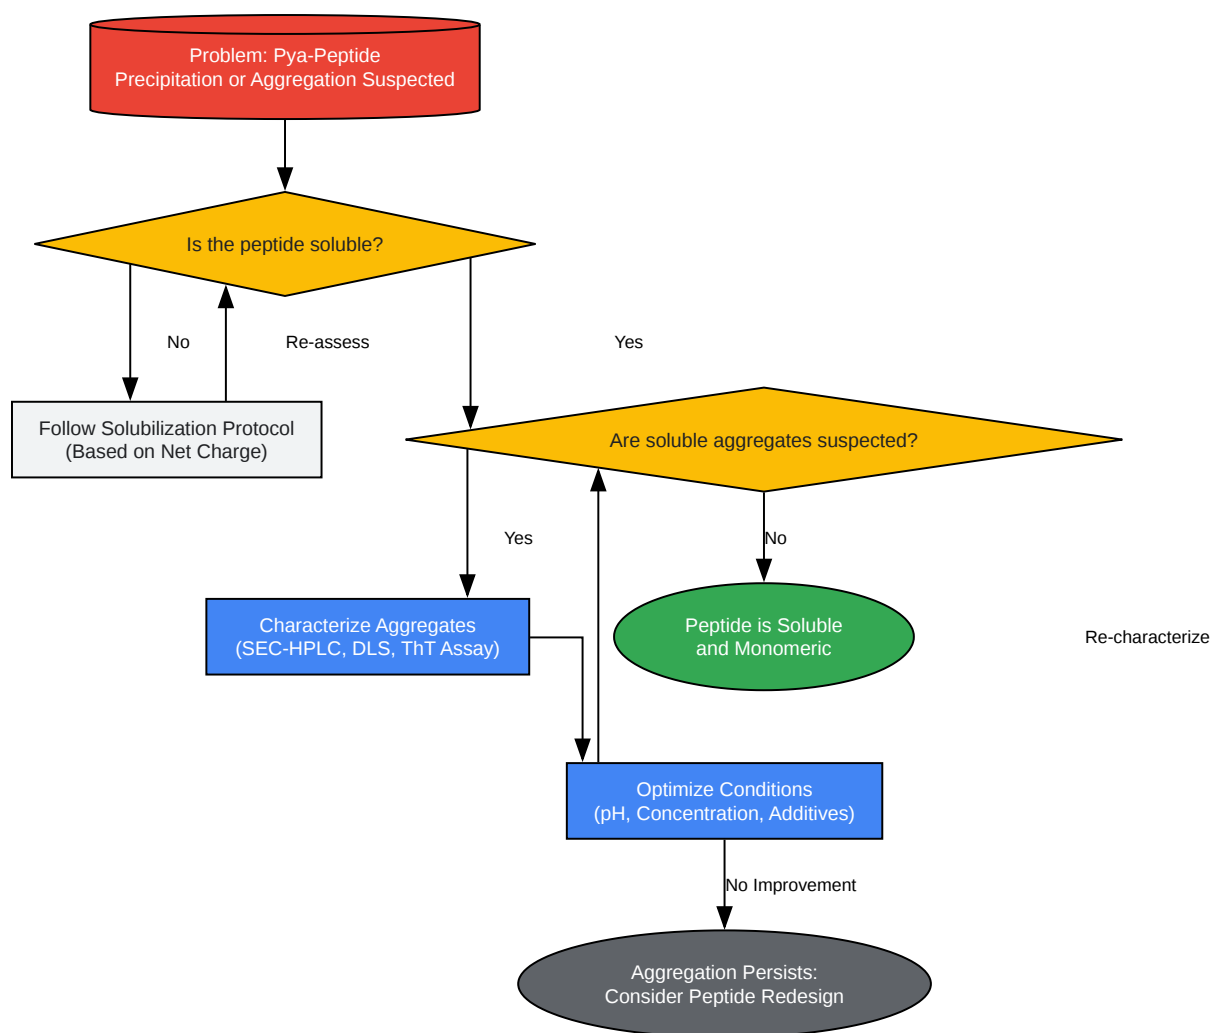 Problem: Pya-Peptide
Precipitation or Aggregation Suspected
Is the peptide soluble?
No
Re-assess
Yes
Follow Solubilization Protocol
(Based on Net Charge)
Are soluble aggregates suspected?
Yes
No
Characterize Aggregates
(SEC-HPLC, DLS, ThT Assay)
Peptide is Soluble
and Monomeric
Re-characterize
Optimize Conditions
(pH, Concentration, Additives)
No Improvement
Aggregation Persists:
Consider Peptide Redesign